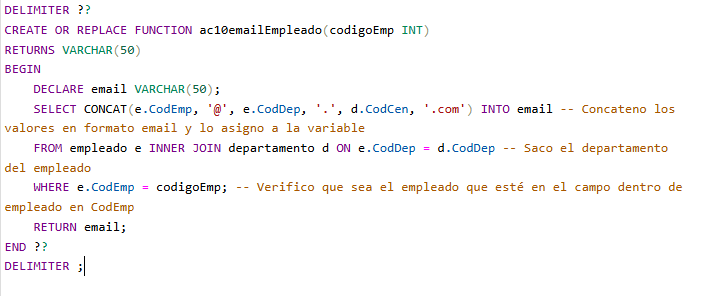 DELIMITER ??
CREATE OR REPLACE FUNCTION ac10emailEmpleado(codigoEmp INT)
RETURNS VARCHAR(50)
BEGIN
    DECLARE email VARCHAR(50);
    SELECT CONCAT(e.CodEmp, '@', e.CodDep, '.', d.CodCen, '.com') INTO email -- Concateno los
valores en formato email y lo asigno a la variable
    FROM empleado e INNER JOIN departamento d ON e.CodDep = d.CodDep -- Saco el departamento
del empleado
    WHERE e.CodEmp = codigoEmp; -- Verifico que sea el empleado que esté en el campo dentro de
empleado en CodEmp
    RETURN email;
END ??
DELIMITER ;